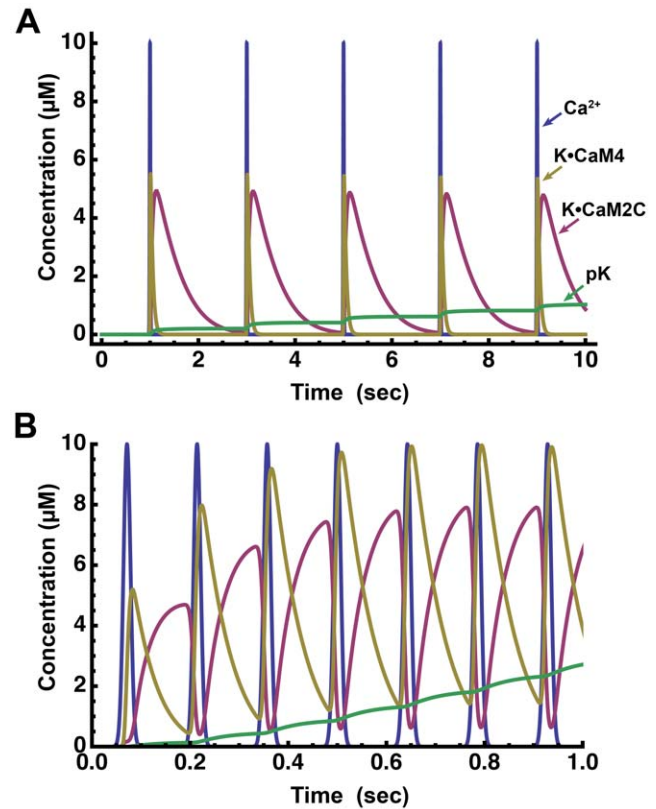 A
Concentration (µM)
10
8
6
4
2
0
Ca²⁺
K•CaM4
K•CaM2C
pK
0 2 4 6 8 10
Time (sec)
B
Concentration (µM)
10
8
6
4
2
0
0.0 0.2 0.4 0.6 0.8 1.0
Time (sec)